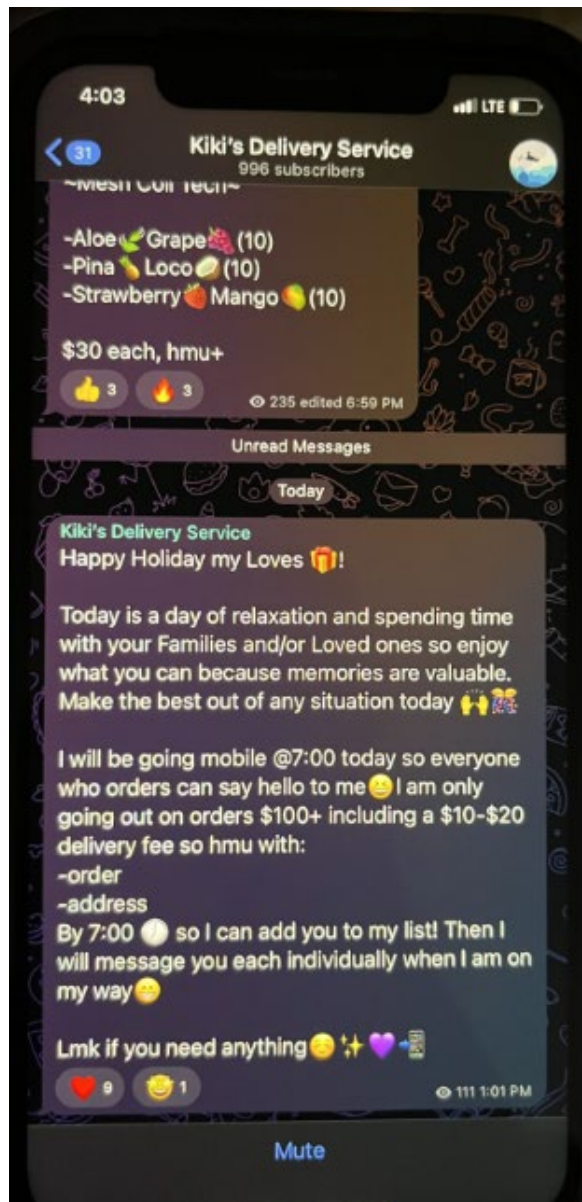 4:03
LTE
31
Kiki's Delivery Service
996 subscribers
~Mesh Coil Tech~
-Aloe🌿Grape🍇(10)
-Pina🍍Loco🥥(10)
-Strawberry🍓Mango🥭(10)
$30 each, hmu+
👍 3 🔥 3
235 edited 6:59 PM
Unread Messages
Today
Kiki's Delivery Service
Happy Holiday my Loves 🎁!
Today is a day of relaxation and spending time
with your Families and/or Loved ones so enjoy
what you can because memories are valuable.
Make the best out of any situation today 🙌🎊
I will be going mobile @7:00 today so everyone
who orders can say hello to me😆I am only
going out on orders $100+ including a $10-$20
delivery fee so hmu with:
-order
-address
By 7:00 🕖 so I can add you to my list! Then I
will message you each individually when I am on
my way😁
Lmk if you need anything☺️✨💜📲
❤️ 9 🤩 1
111 1:01 PM
Mute